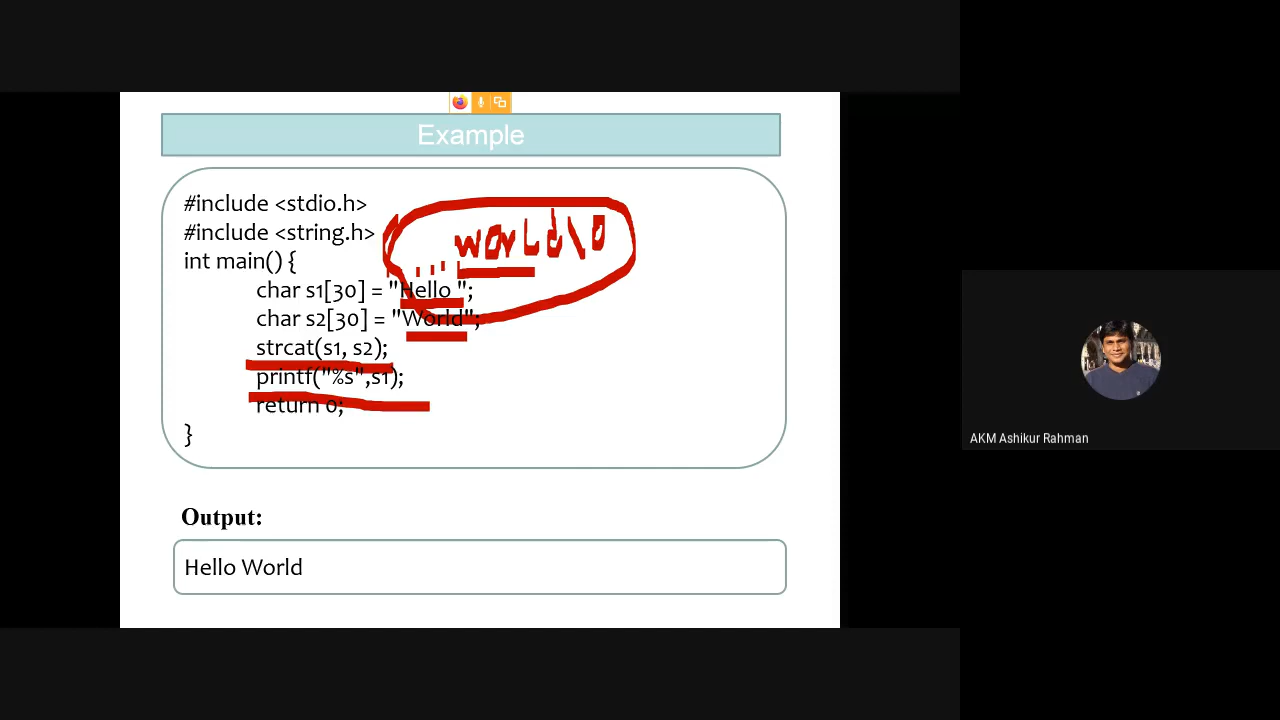 Example
#include <stdio.h>
#include <string.h>
world\0
int main() {
char s1[30] = "Hello ";
char s2[30] = "World";
strcat(s1, s2);
printf("%s",s1);
return 0;
}
Output:
Hello World
AKM Ashikur Rahman